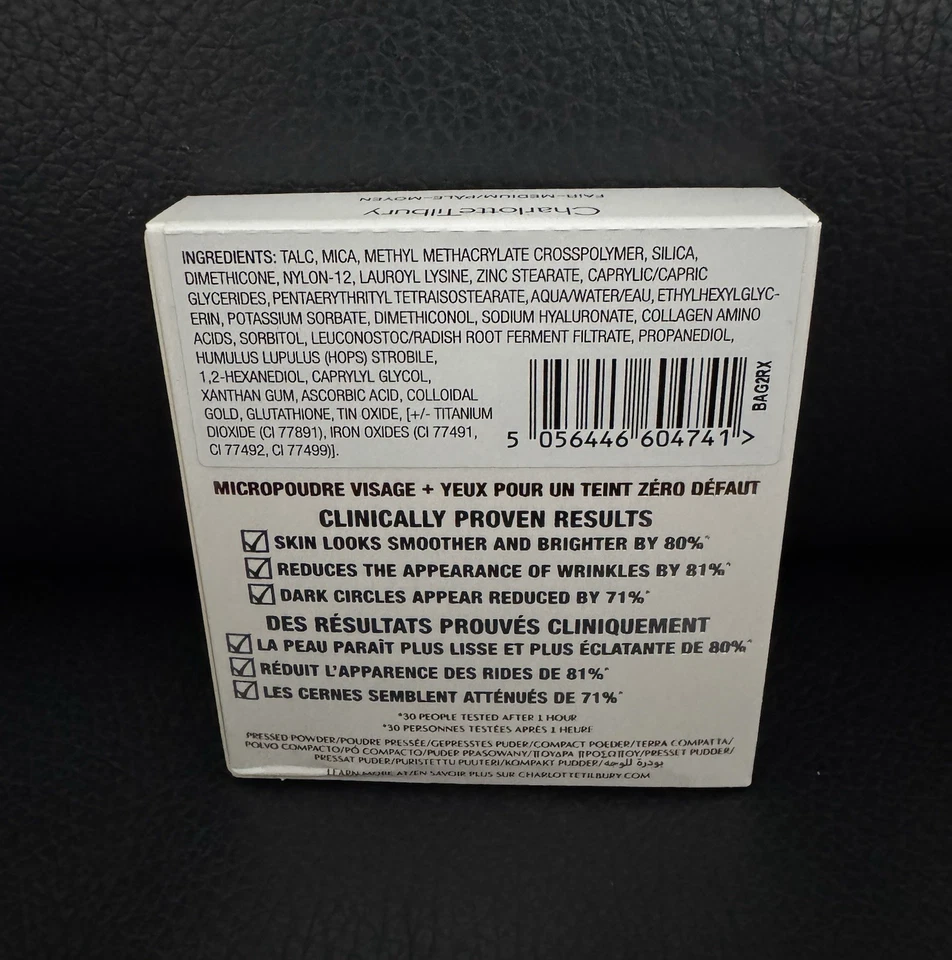 FAIR–MEDIUM/PALE–MOYEN
CharlotteTilbury
INGREDIENTS: TALC, MICA, METHYL METHACRYLATE CROSSPOLYMER, SILICA,
DIMETHICONE, NYLON-12, LAUROYL LYSINE, ZINC STEARATE, CAPRYLIC/CAPRIC
GLYCERIDES, PENTAERYTHRITYL TETRAISOSTEARATE, AQUA/WATER/EAU, ETHYLHEXYLGLYC-
ERIN, POTASSIUM SORBATE, DIMETHICONOL, SODIUM HYALURONATE, COLLAGEN AMINO
ACIDS, SORBITOL, LEUCONOSTOC/RADISH ROOT FERMENT FILTRATE, PROPANEDIOL,
HUMULUS LUPULUS (HOPS) STROBILE,
1,2-HEXANEDIOL, CAPRYLYL GLYCOL,
XANTHAN GUM, ASCORBIC ACID, COLLOIDAL
GOLD, GLUTATHIONE, TIN OXIDE, [+/- TITANIUM
DIOXIDE (CI 77891), IRON OXIDES (CI 77491,
CI 77492, CI 77499)].
BAG2RX
5 056446 604741 >
MICROPOUDRE VISAGE + YEUX POUR UN TEINT ZÉRO DÉFAUT
CLINICALLY PROVEN RESULTS
SKIN LOOKS SMOOTHER AND BRIGHTER BY 80%*
REDUCES THE APPEARANCE OF WRINKLES BY 81%*
DARK CIRCLES APPEAR REDUCED BY 71%*
DES RÉSULTATS PROUVÉS CLINIQUEMENT
LA PEAU PARAÎT PLUS LISSE ET PLUS ÉCLATANTE DE 80%*
RÉDUIT L'APPARENCE DES RIDES DE 81%*
LES CERNES SEMBLENT ATTÉNUÉS DE 71%*
*30 PEOPLE TESTED AFTER 1 HOUR
*30 PERSONNES TESTÉES APRÈS 1 HEURE
PRESSED POWDER/POUDRE PRESSÉE/GEPRESSTES PUDER/COMPACT POEDER/TERRA COMPATTA/
POLVO COMPACTO/PÓ COMPACTO/PUDER PRASOWANY/ΠΟΥΔΡΑ ΠΡΟΣΩΠΟΥ/PRESSET PUDDER/
PRESSAT PUDER/PURISTETTU PUUTERI/KOMPAKT PUDDER/بودرة للوجه
LEARN MORE AT/EN SAVOIR PLUS SUR CHARLOTTETILBURY.COM